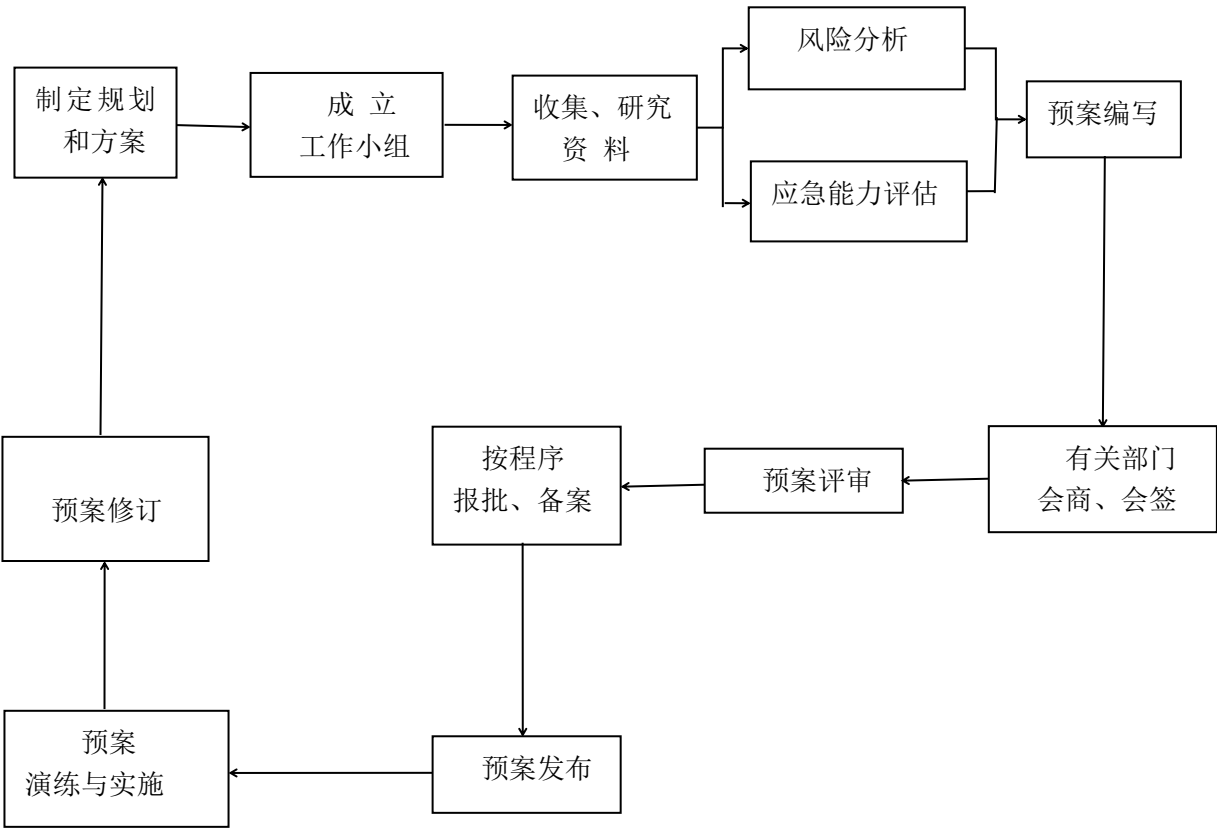 制定规划
和方案
成 立
工作小组
收集、研究
资 料
风险分析
应急能力评估
预案编写
有关部门
会商、会签
预案评审
按程序
报批、备案
预案发布
预案
演练与实施
预案修订